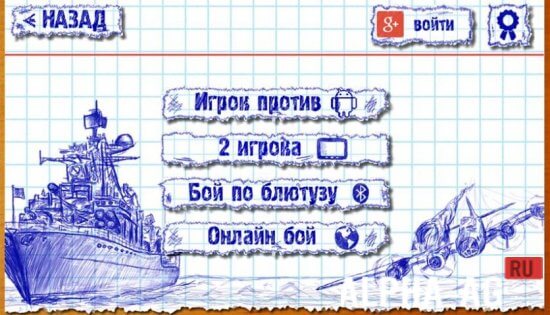 « НАЗАД
g+ ВОЙТИ
Игрок против
2 игрока
Бой по блютузу
Онлайн бой
RU
ALPHA-AG